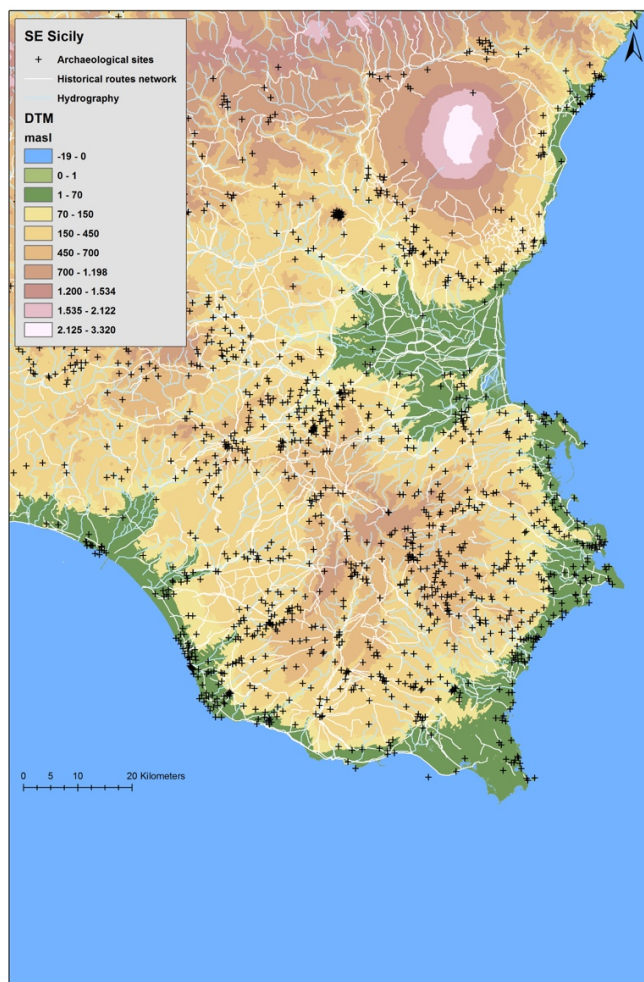 SE Sicily
Archaeological sites
Historical routes network
Hydrography
DTM
masl
-19 - 0
0 - 1
1 - 70
70 - 150
150 - 450
450 - 700
700 - 1.198
1.200 - 1.534
1.535 - 2.122
2.125 - 3.320
N
0 5 10 20 Kilometers